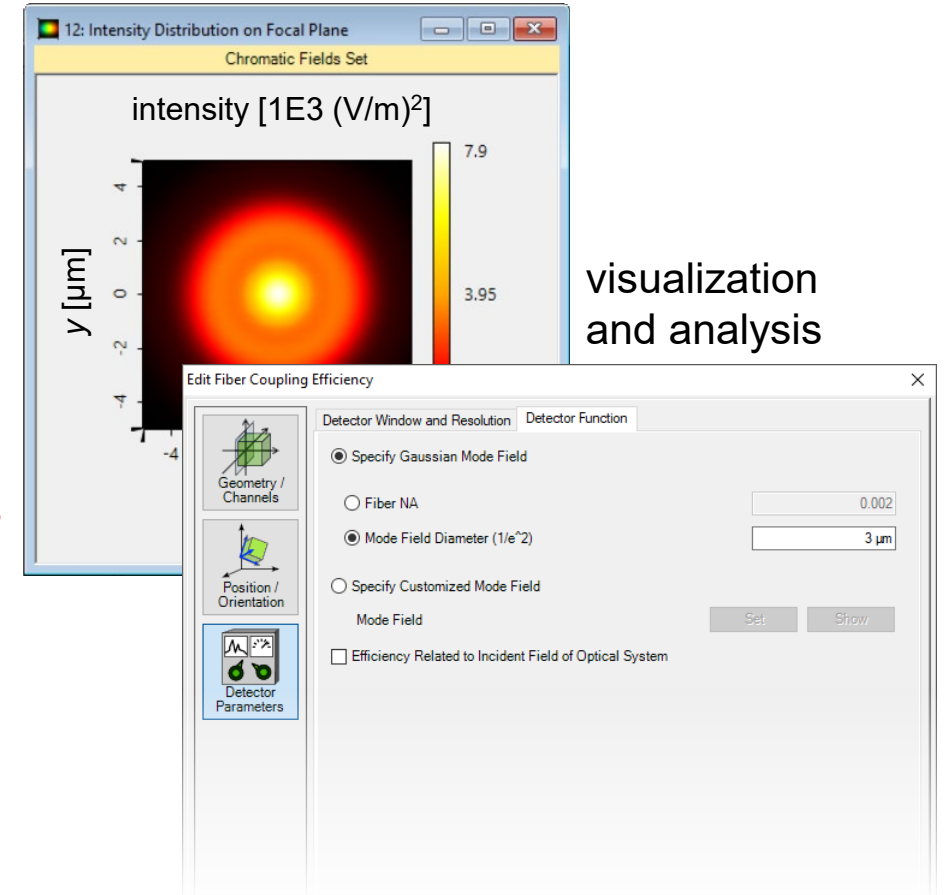 12: Intensity Distribution on Focal Plane
Chromatic Fields Set
intensity [1E3 (V/m)²]
7.9
3.95
4
2
0
-2
-4
y [µm]
-4
visualization
and analysis
Edit Fiber Coupling Efficiency
Geometry /
Channels
Position /
Orientation
Detector
Parameters
Detector Window and Resolution
Detector Function
Specify Gaussian Mode Field
Fiber NA
0.002
Mode Field Diameter (1/e^2)
3 µm
Specify Customized Mode Field
Mode Field
Set
Show
Efficiency Related to Incident Field of Optical System